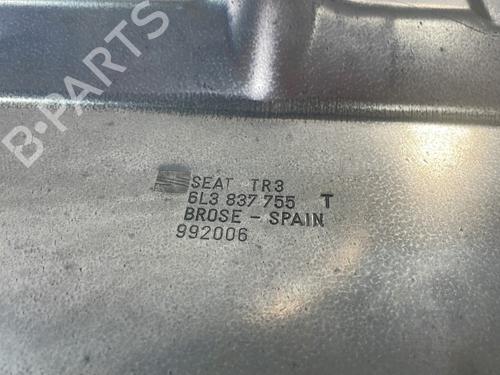 SEAT TR3
6L3 837 755 T
BROSE - SPAIN
992006
B-PARTS